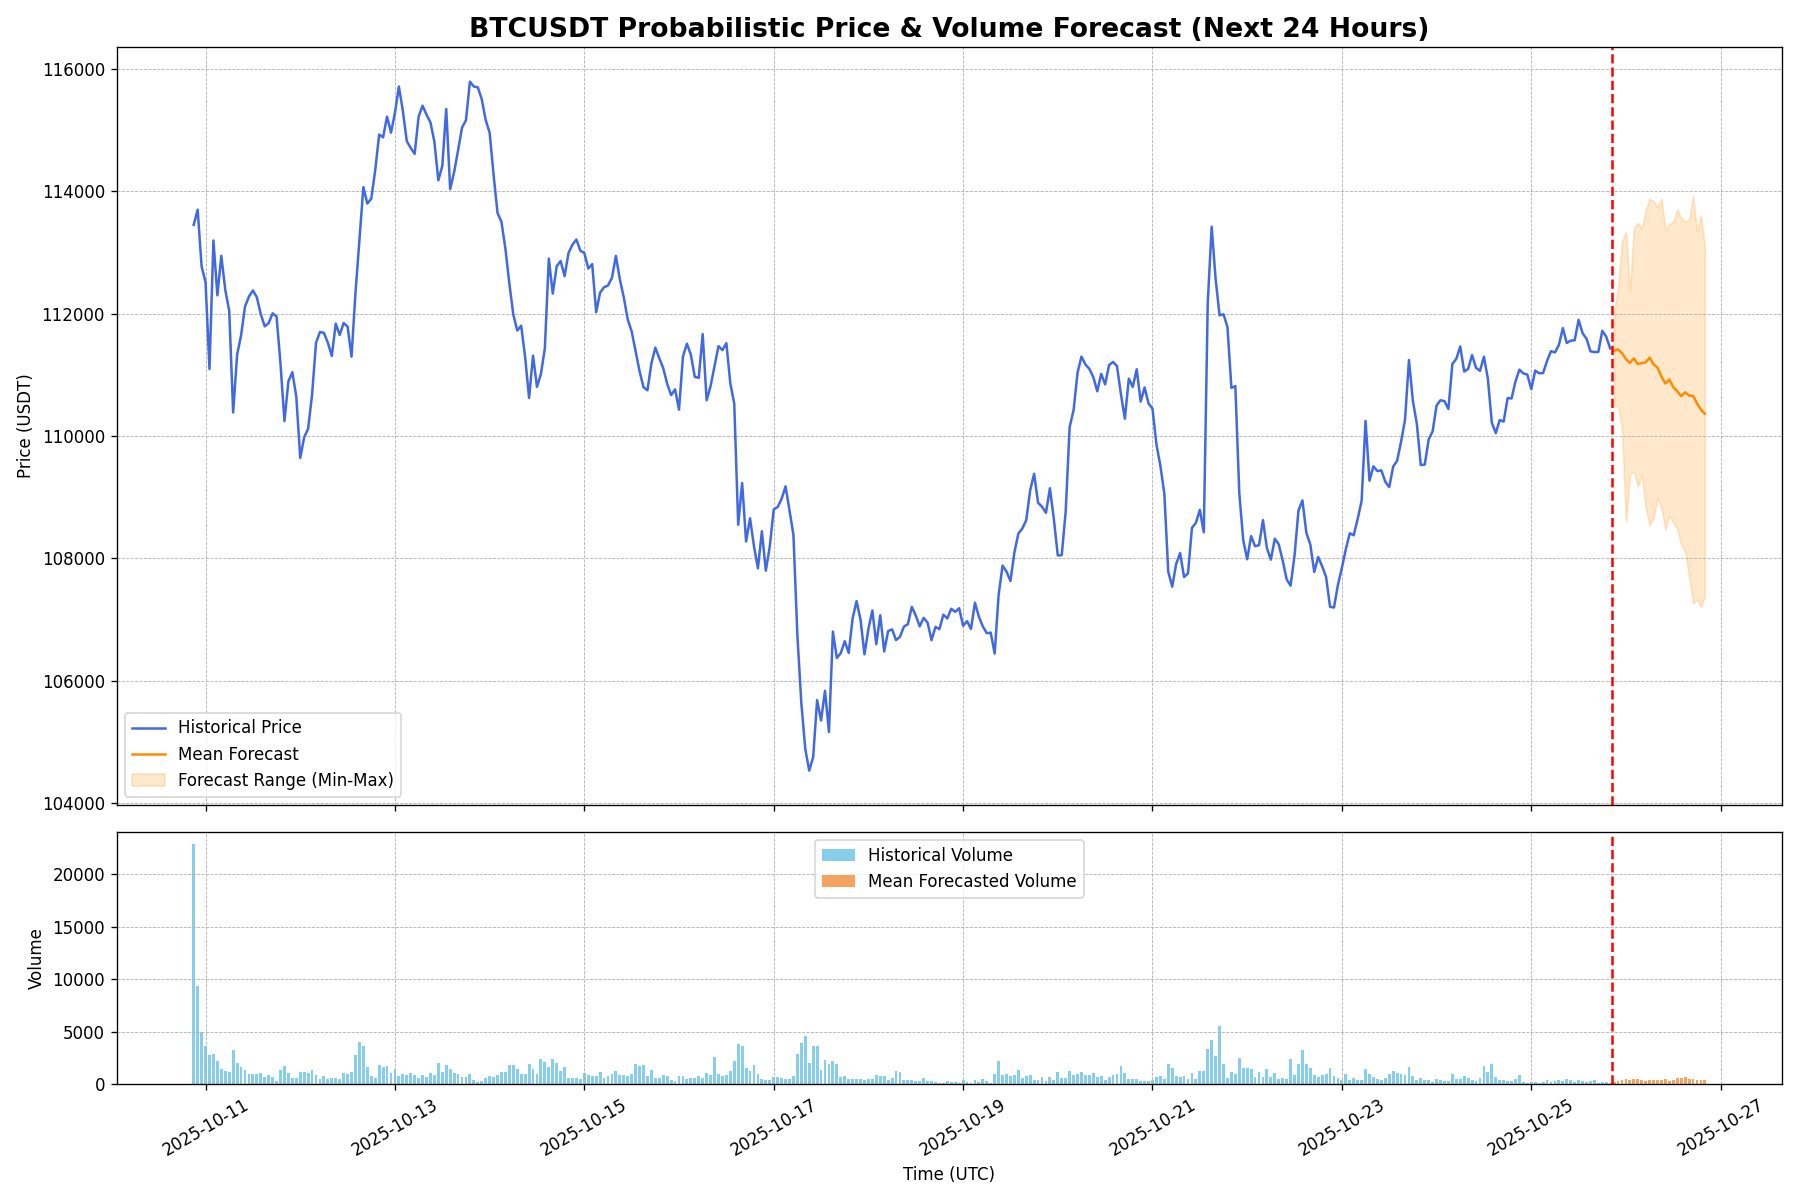 BTCUSDT Probabilistic Price & Volume Forecast (Next 24 Hours)
116000
114000
112000
110000
108000
106000
104000
Price (USDT)
Historical Price
Mean Forecast
Forecast Range (Min-Max)
20000
15000
10000
5000
0
Volume
Historical Volume
Mean Forecasted Volume
2025-10-11
2025-10-13
2025-10-15
2025-10-17
2025-10-19
2025-10-21
2025-10-23
2025-10-25
2025-10-27
Time (UTC)